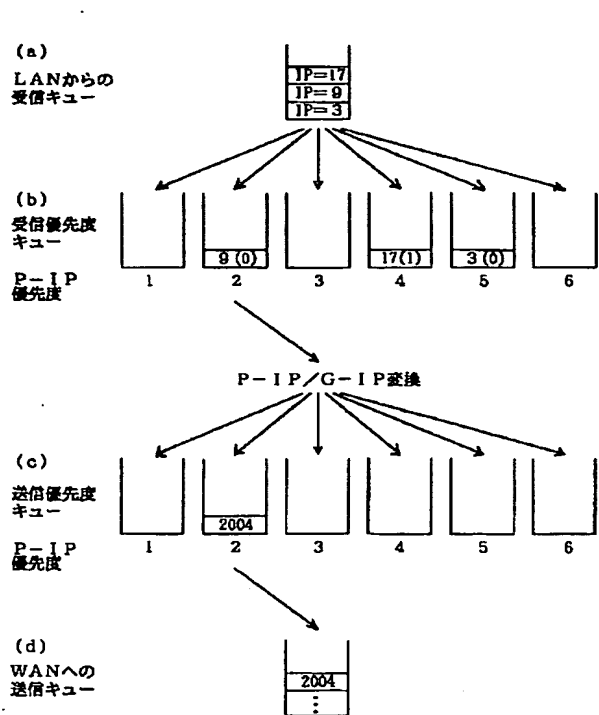 (a)
LANからの
受信キュー
IP=17
IP=9
IP=3
(b)
受信優先度
キュー
9(0)
17(1)
3(0)
P-IP
優先度
1 2 3 4 5 6
P-IP/G-IP変換
(c)
送信優先度
キュー
2004
P-IP
優先度
1 2 3 4 5 6
(d)
WANへの
送信キュー
2004
⋮